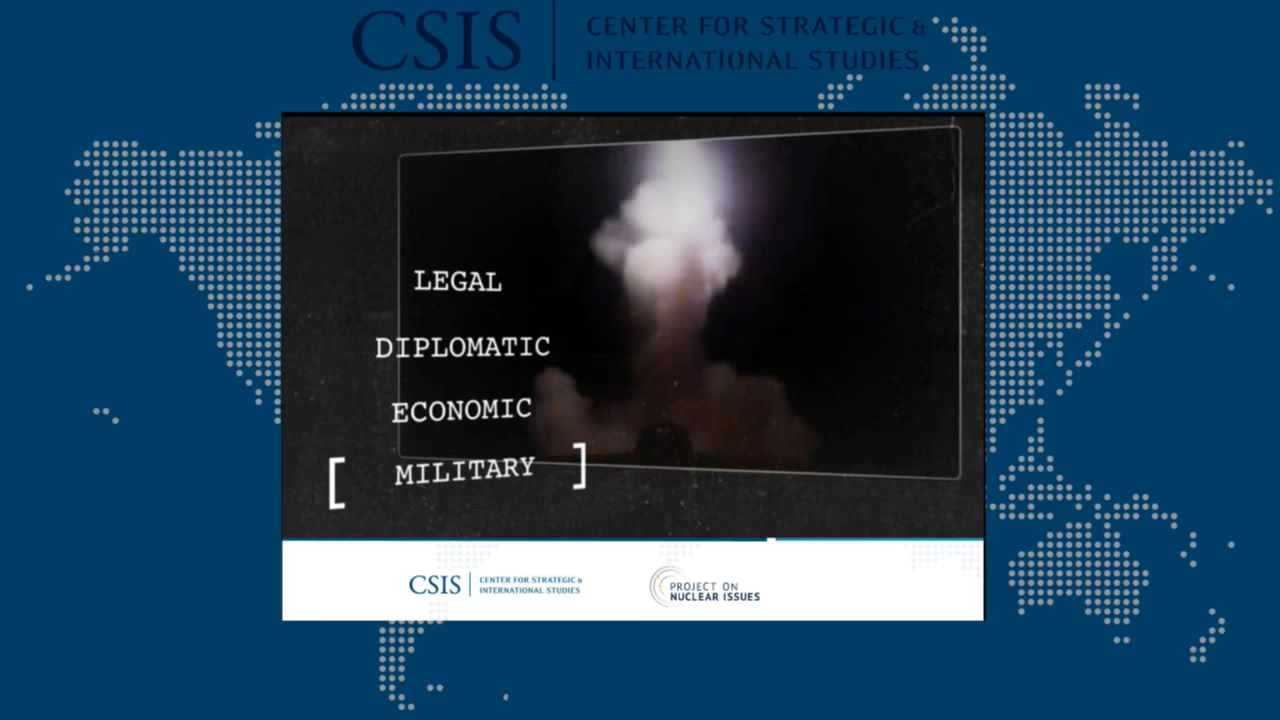 CSIS
CENTER FOR STRATEGIC &
INTERNATIONAL STUDIES
LEGAL
DIPLOMATIC
ECONOMIC
[ MILITARY ]
CSIS
CENTER FOR STRATEGIC &
INTERNATIONAL STUDIES
PROJECT ON
NUCLEAR ISSUES